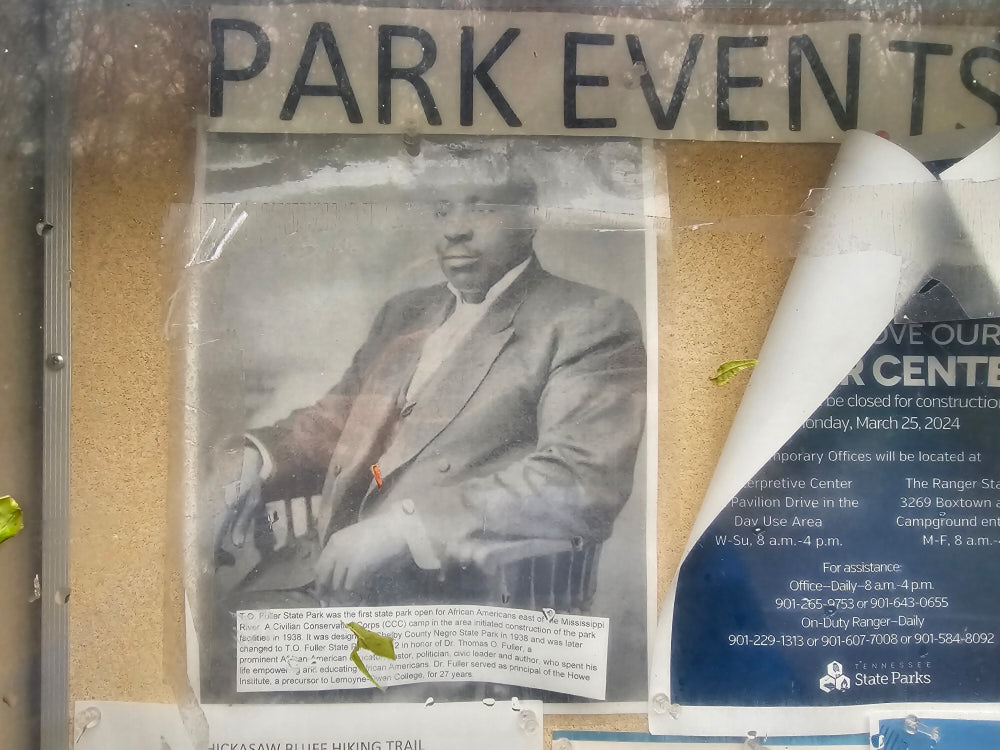 PARK EVENTS
T.O. Fuller State Park was the first state park open for African Americans east of the Mississippi
River. A Civilian Conservation Corps (CCC) camp in the area initiated construction of the park
facilities in 1938. It was Shelby County Negro State Park in 1938 and was later
changed to T.O. Fuller State in honor of Dr. Thomas O. Fuller, a
prominent African-American pastor, politician, civic leader and author, who spent his
life and educating African Americans. Dr. Fuller served as principal of the Howe
Institute, a precursor to Lemoyne-Owen College, for 27 years.
OVE OUR
R CENTE
be closed for construction
onday, March 25, 2024
mporary Offices will be located at
terpretive Center
Pavilion Drive in the
Day Use Area
W-Su, 8 a.m.-4 p.m.
The Ranger Sta
3269 Boxtown
Campground ent
M-F, 8 a.m.-4
For assistance:
Office–Daily–8 a.m.-4 p.m.
901-265-9753 or 901-643-0655
On-Duty Ranger–Daily
901-229-1313 or 901-607-7008 or 901-584-8092
TENNESSEE
State Parks
HICKASAW BLUFF HIKING TRAIL